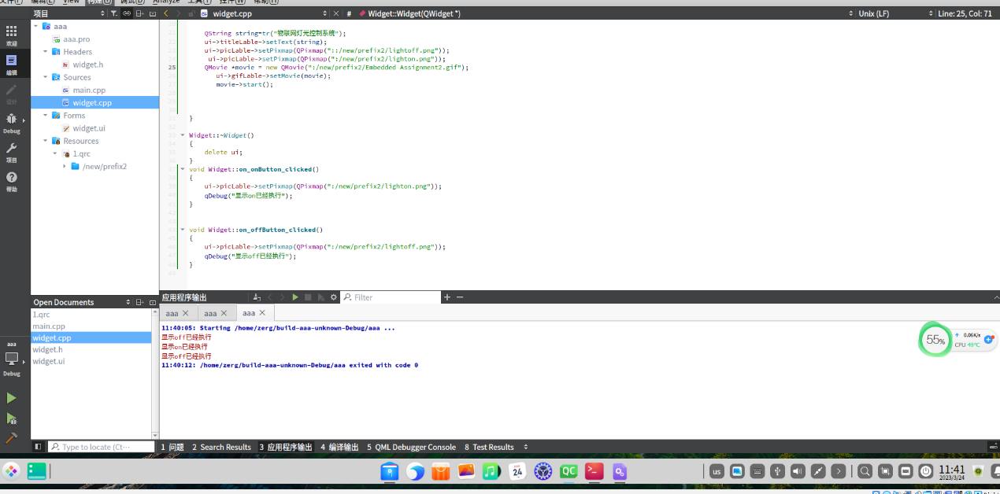 编辑(E) View 构建(B) 调试(D) Analyze 工具(T) 控件(W) 帮助(H)
项目
widget.cpp
#
Widget::Widget(QWidget *)
Unix (LF)
Line: 25, Col: 71
欢迎
编辑
设计
Debug
项目
帮助
aaa
aaa.pro
Headers
widget.h
Sources
main.cpp
widget.cpp
Forms
widget.ui
Resources
1.qrc
/new/prefix2
QString string=tr("物联网灯光控制系统");
ui->titleLable->setText(string);
ui->picLable->setPixmap(QPixmap("::/new/prefix2/lightoff.png"));
ui->picLable->setPixmap(QPixmap(":/new/prefix2/lighton.png"));
25 QMovie *movie = new QMovie(":/new/prefix2/Embedded Assignment2.gif");
ui->gifLable->setMovie(movie);
movie->start();
}
Widget::~Widget()
{
delete ui;
}
void Widget::on_onButton_clicked()
{
ui->picLable->setPixmap(QPixmap(":/new/prefix2/lighton.png"));
qDebug("显示on已经执行");
}
void Widget::on_offButton_clicked()
{
ui->picLable->setPixmap(QPixmap(":/new/prefix2/lightoff.png"));
qDebug("显示off已经执行");
}
Open Documents
1.qrc
main.cpp
widget.cpp
widget.h
widget.ui
aaa
Debug
应用程序输出
Filter
aaa
aaa
aaa
11:40:05: Starting /home/zerg/build-aaa-unknown-Debug/aaa ...
显示off已经执行
显示on已经执行
显示off已经执行
11:40:12: /home/zerg/build-aaa-unknown-Debug/aaa exited with code 0
55%
0.06K/s
CPU 49°C
Type to locate (Ct…
1 问题 2 Search Results 3 应用程序输出 4 编译输出 5 QML Debugger Console 8 Test Results
24
QC
us
11:41
2023/3/24